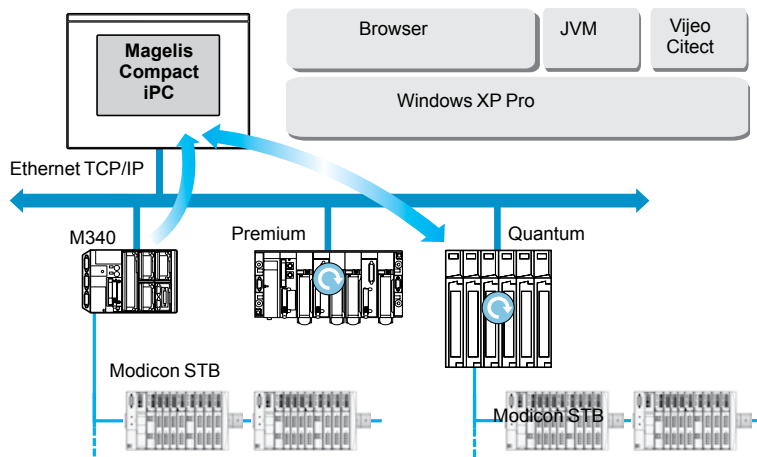 Magelis
Compact
iPC
Browser
JVM
Vijeo
Citect
Windows XP Pro
Ethernet TCP/IP
M340
Premium
Quantum
Modicon STB
Modicon STB